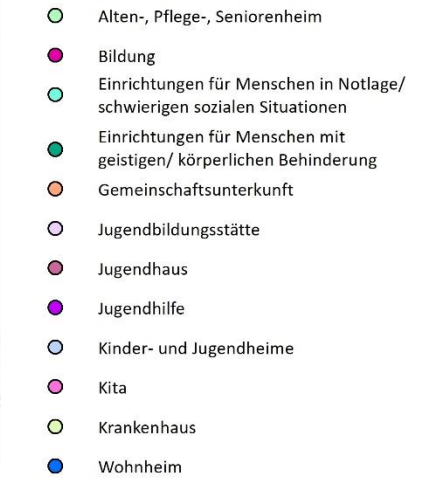 Alten-, Pflege-, Seniorenheim
Bildung
Einrichtungen für Menschen in Notlage/
schwierigen sozialen Situationen
Einrichtungen für Menschen mit
geistigen/ körperlichen Behinderung
Gemeinschaftsunterkunft
Jugendbildungsstätte
Jugendhaus
Jugendhilfe
Kinder- und Jugendheime
Kita
Krankenhaus
Wohnheim